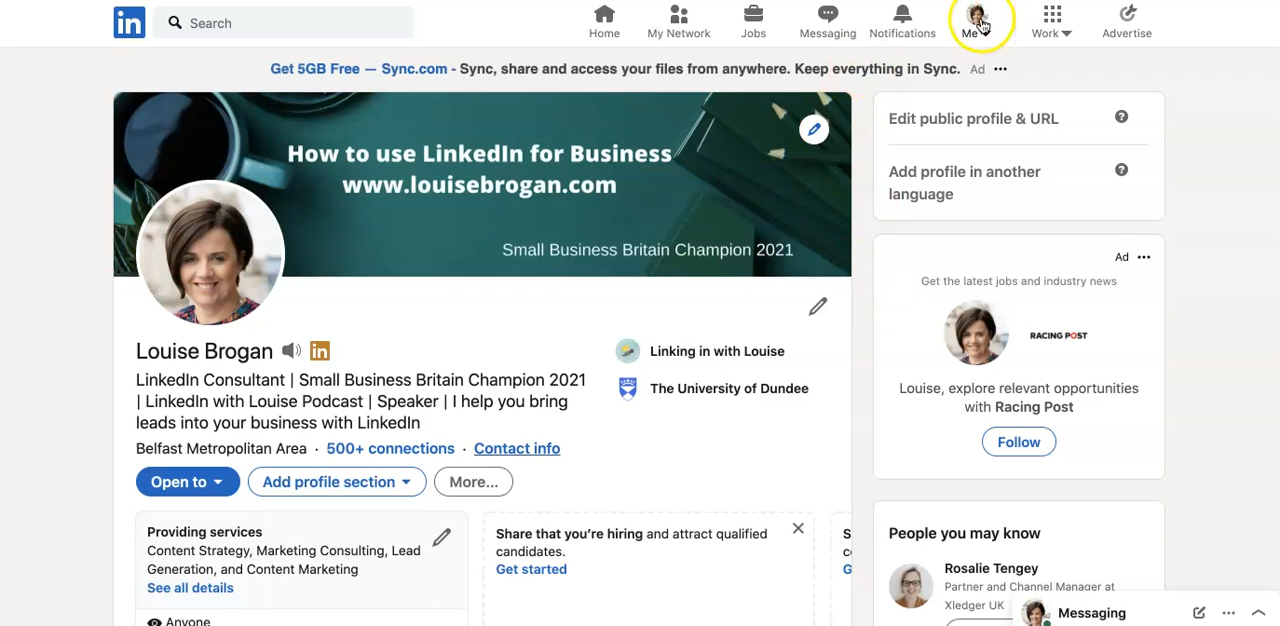 in
Search
Home
My Network
Jobs
Messaging
Notifications
Me
Work
Advertise
Get 5GB Free — Sync.com - Sync, share and access your files from anywhere. Keep everything in Sync. Ad •••
How to use LinkedIn for Business
www.louisebrogan.com
Small Business Britain Champion 2021
Louise Brogan in
LinkedIn Consultant | Small Business Britain Champion 2021
| LinkedIn with Louise Podcast | Speaker | I help you bring
leads into your business with LinkedIn
Belfast Metropolitan Area · 500+ connections · Contact info
Linking in with Louise
The University of Dundee
Open to
Add profile section
More...
Providing services
Content Strategy, Marketing Consulting, Lead
Generation, and Content Marketing
See all details
Anyone
Share that you're hiring and attract qualified
candidates.
Get started
S
c
G
Edit public profile & URL ?
Add profile in another
language ?
Ad •••
Get the latest jobs and industry news
RACING POST
Louise, explore relevant opportunities
with Racing Post
Follow
People you may know
Rosalie Tengey
Partner and Channel Manager at
Xledger UK
Messaging •••